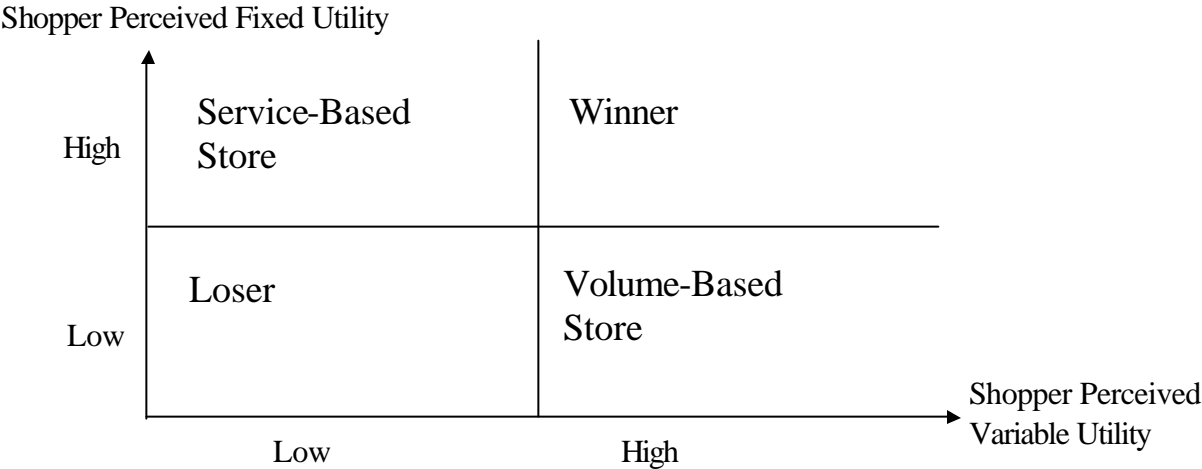 Shopper Perceived Fixed Utility
Service-Based
Store
Winner
High
Loser
Volume-Based
Store
Low
Shopper Perceived
Variable Utility
Low
High